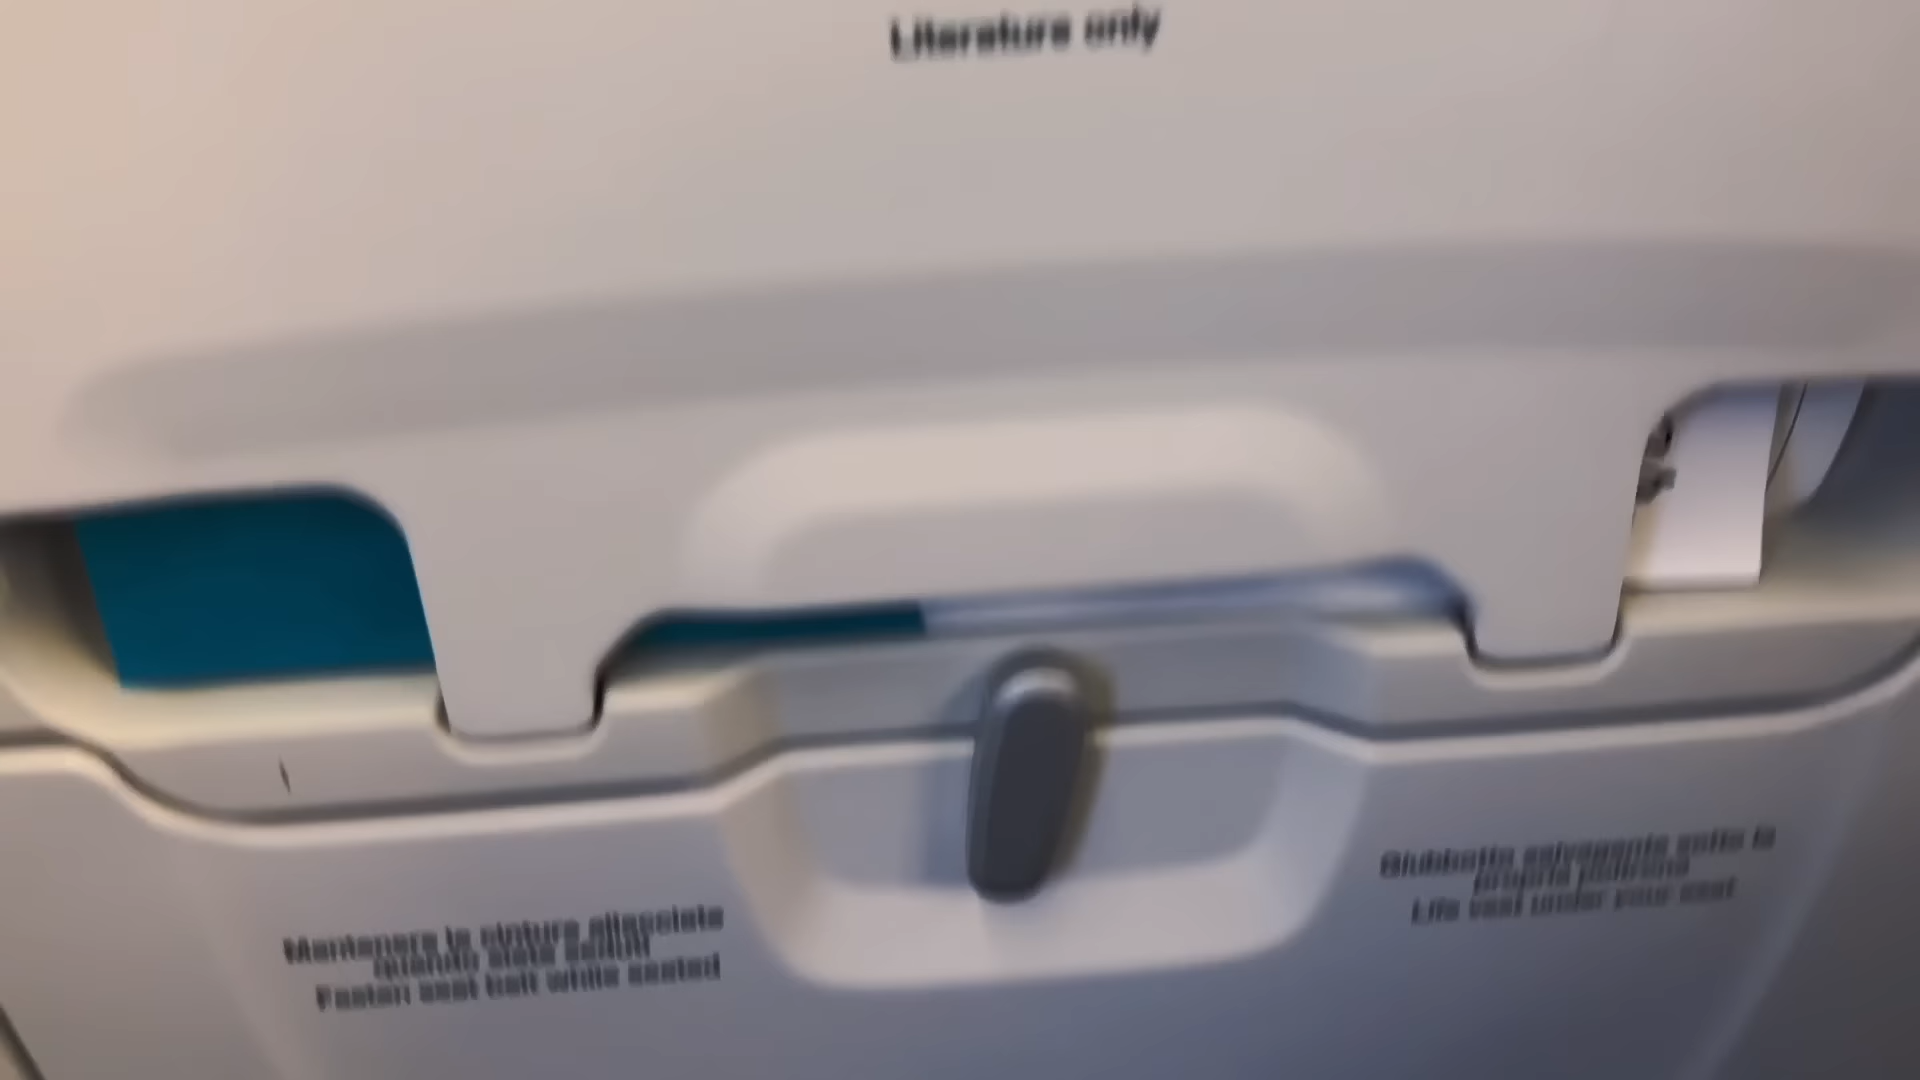 Literature only
Mantenere le cinture allacciate
quando siete seduti
Fasten seat belt while seated
Giubbotto salvagente sotto la
propria poltrona
Life vest under your seat